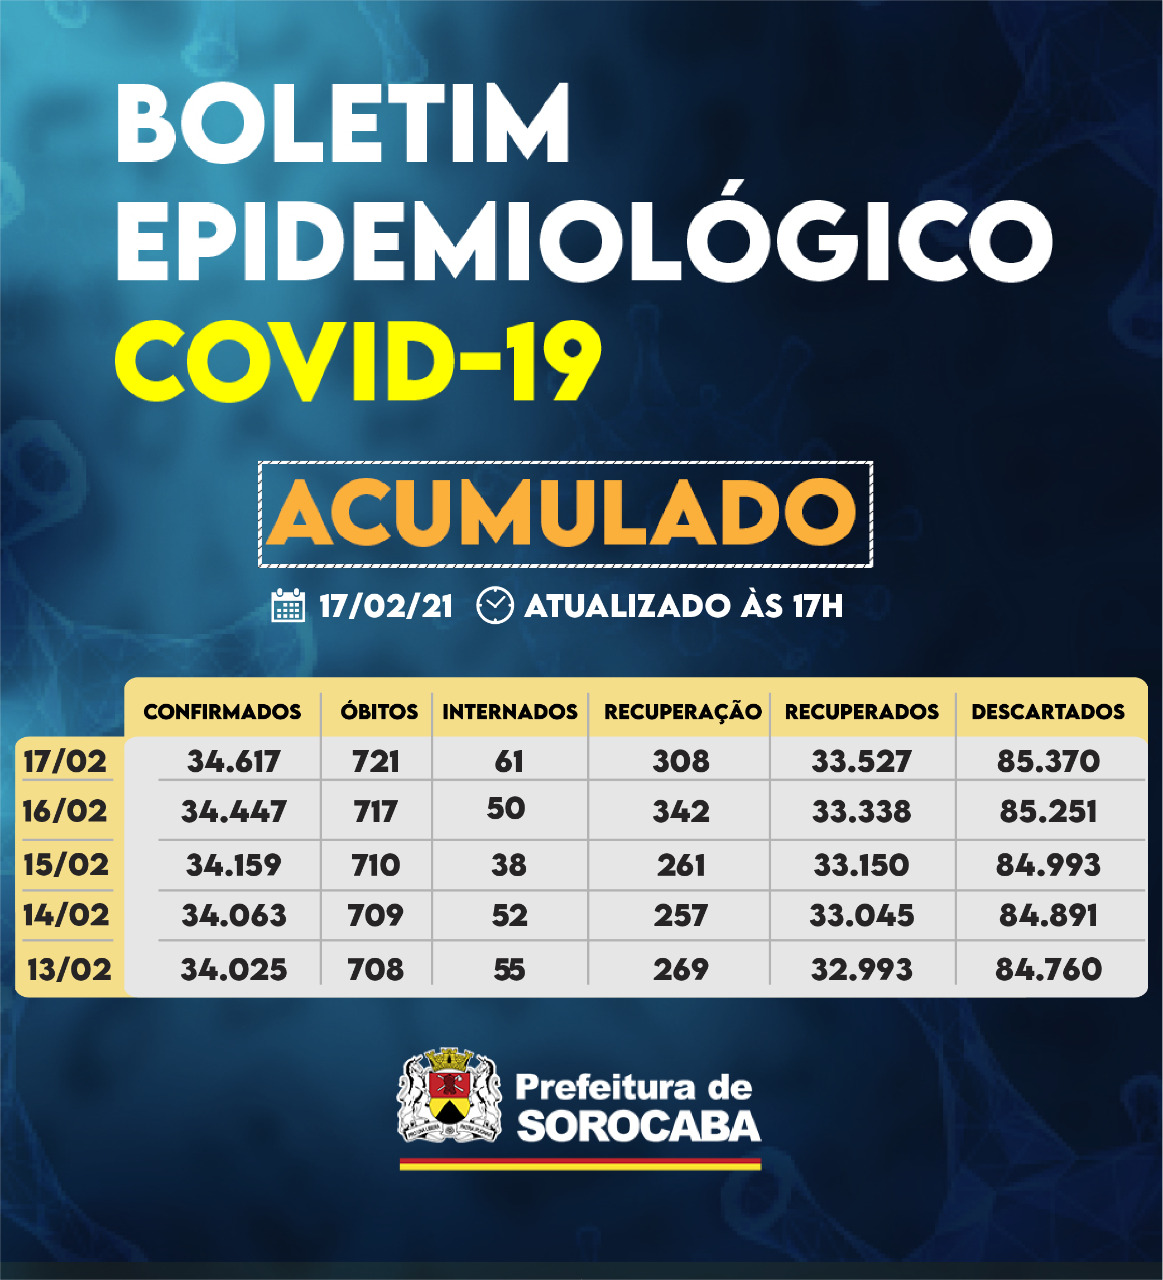 BOLETIM
EPIDEMIOLÓGICO
COVID-19
ACUMULADO
17/02/21 ATUALIZADO ÀS 17H
CONFIRMADOS ÓBITOS INTERNADOS RECUPERAÇÃO RECUPERADOS DESCARTADOS
17/02 34.617 721 61 308 33.527 85.370
16/02 34.447 717 50 342 33.338 85.251
15/02 34.159 710 38 261 33.150 84.993
14/02 34.063 709 52 257 33.045 84.891
13/02 34.025 708 55 269 32.993 84.760
Prefeitura de
SOROCABA